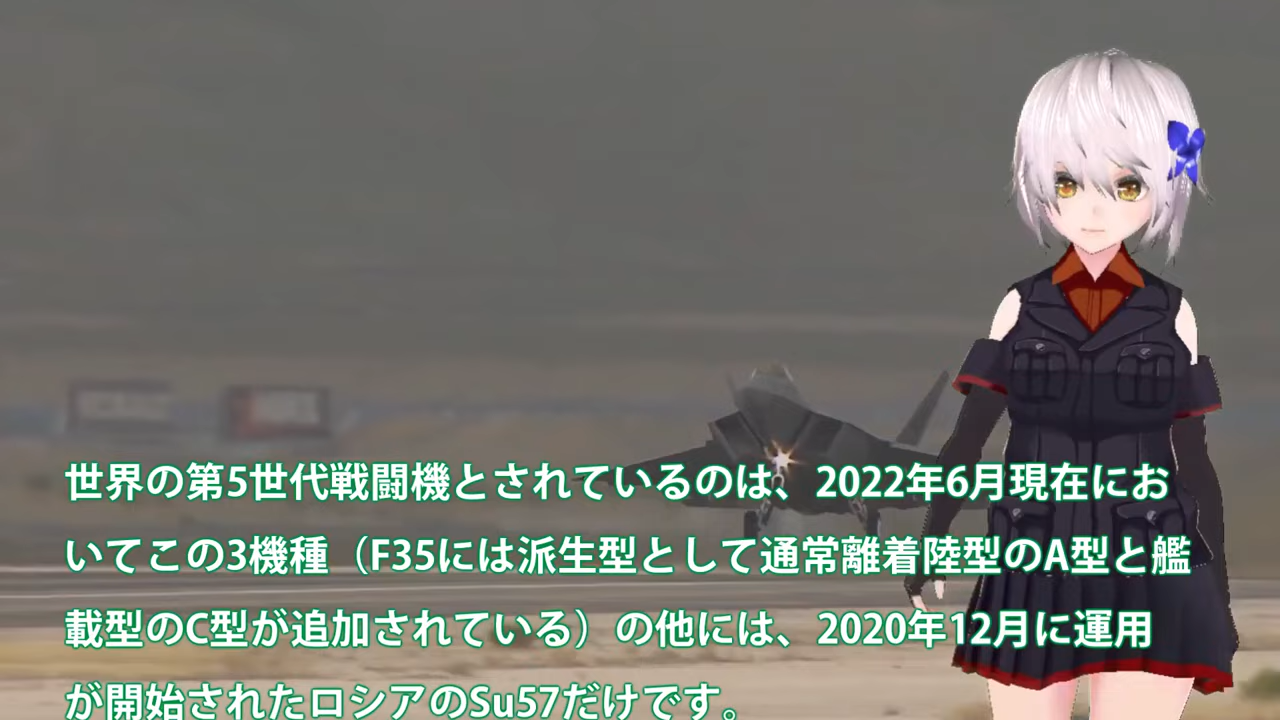 世界の第5世代戦闘機とされているのは、2022年6月現在にお
いてこの3機種（F35には派生型として通常離着陸型のA型と艦
載型のC型が追加されている）の他には、2020年12月に運用
が開始されたロシアのSu57だけです。